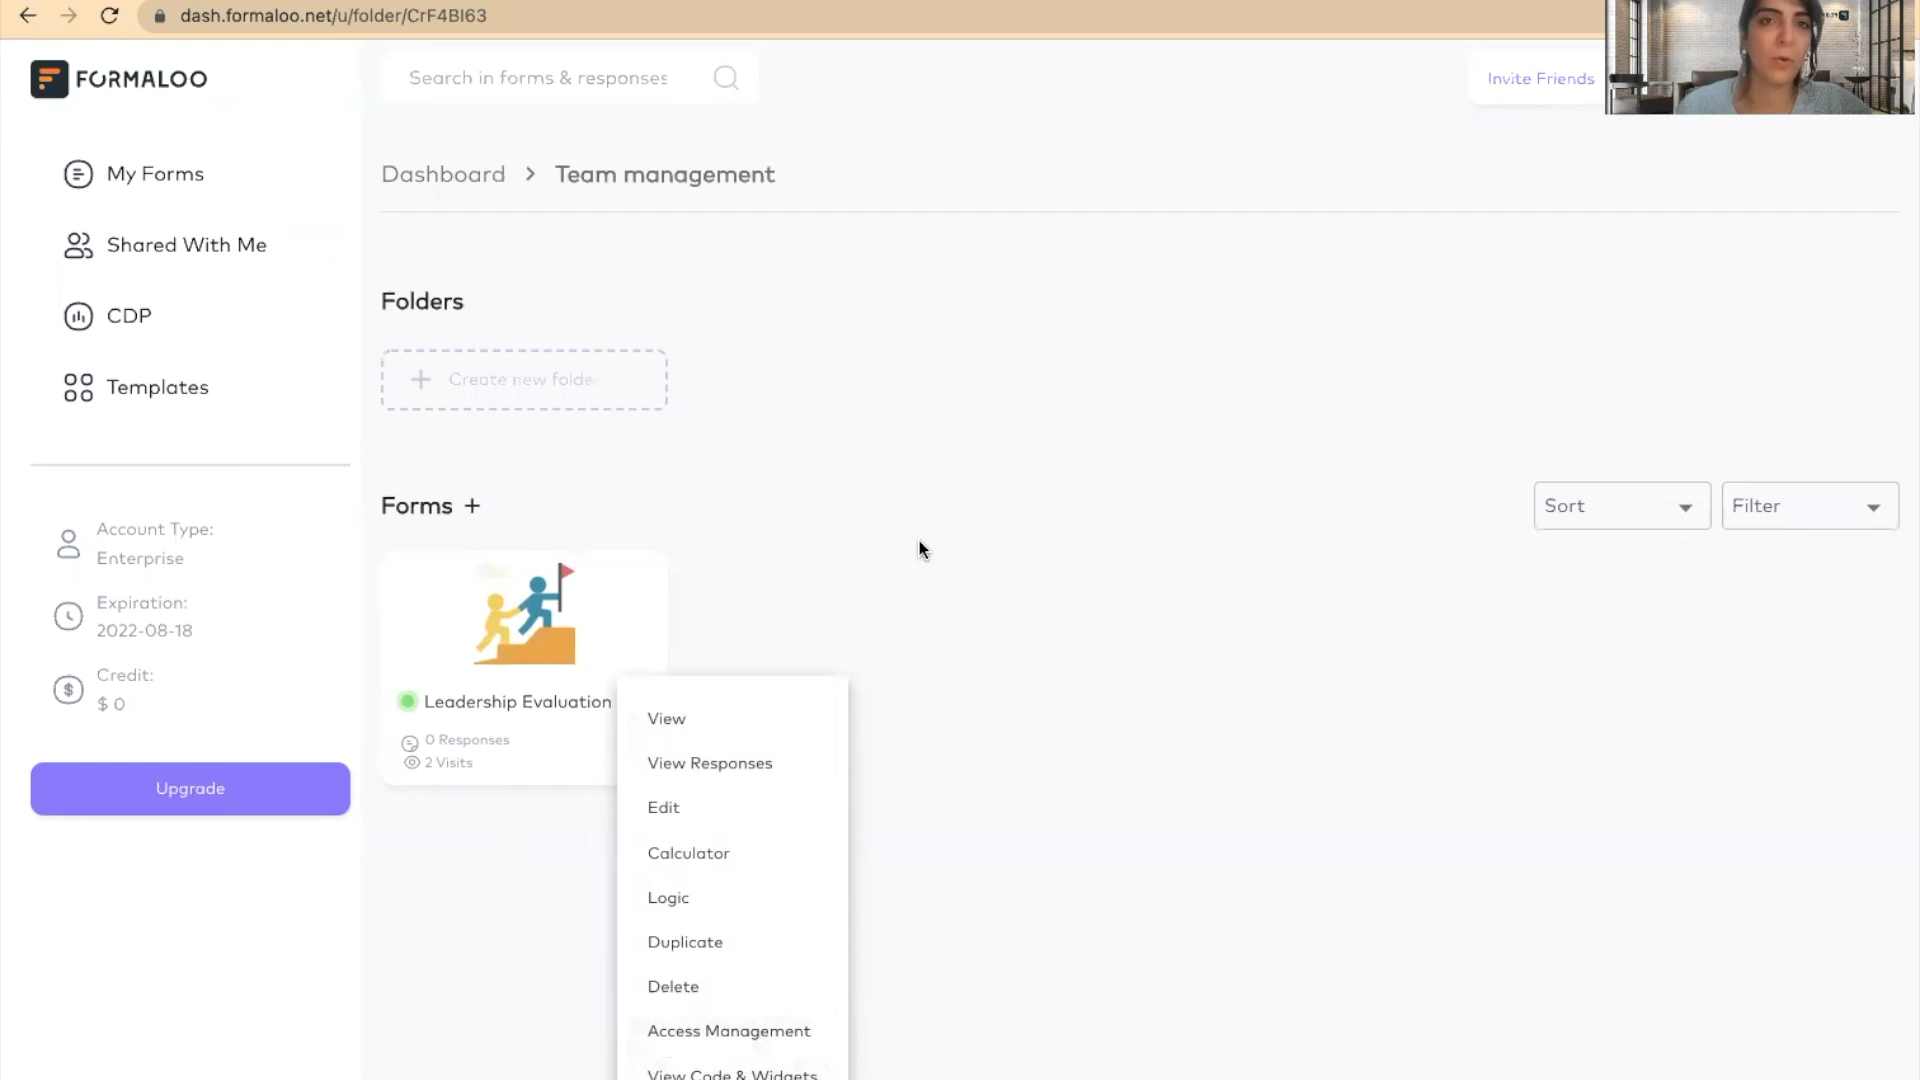 dash.formaloo.net/u/folder/CrF4BI63
FORMALOO
Search in forms & responses
Invite Friends
My Forms
Shared With Me
CDP
Templates
Account Type:
Enterprise
Expiration:
2022-08-18
Credit:
$ 0
Upgrade
Dashboard > Team management
Folders
+ Create new folde
Forms +
Sort
Filter
Leadership Evaluation
0 Responses
2 Visits
View
View Responses
Edit
Calculator
Logic
Duplicate
Delete
Access Management
View Code & Widgets